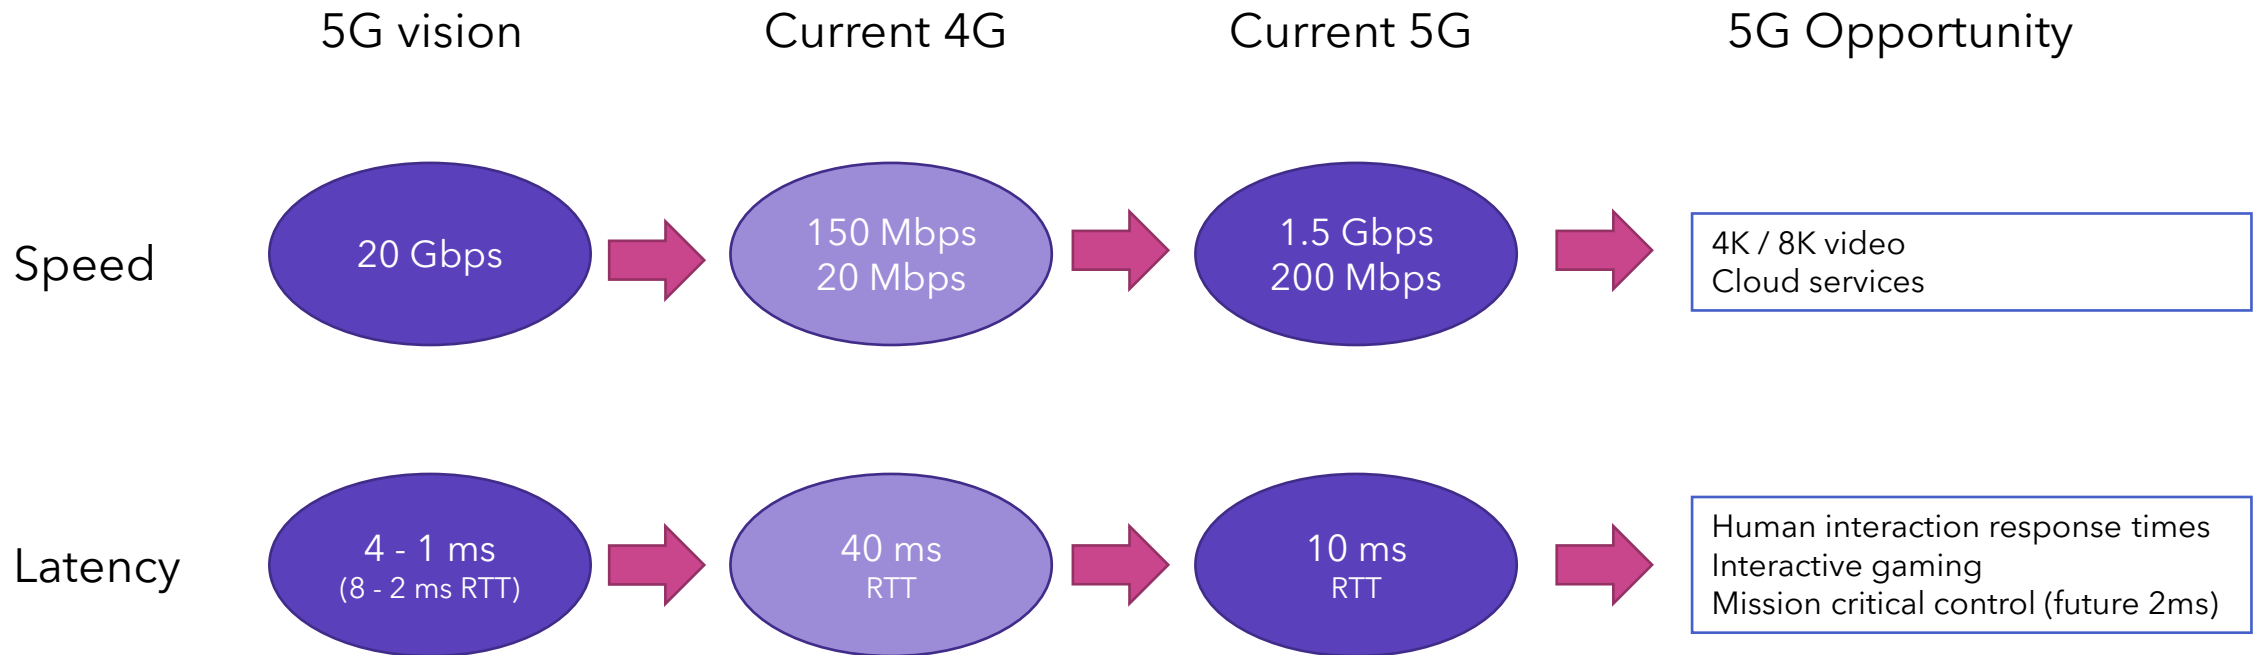 5G vision
Current 4G
Current 5G
5G Opportunity
Speed
20 Gbps
150 Mbps
20 Mbps
1.5 Gbps
200 Mbps
4K / 8K video
Cloud services
Latency
4 - 1 ms
(8 - 2 ms RTT)
40 ms
RTT
10 ms
RTT
Human interaction response times
Interactive gaming
Mission critical control (future 2ms)